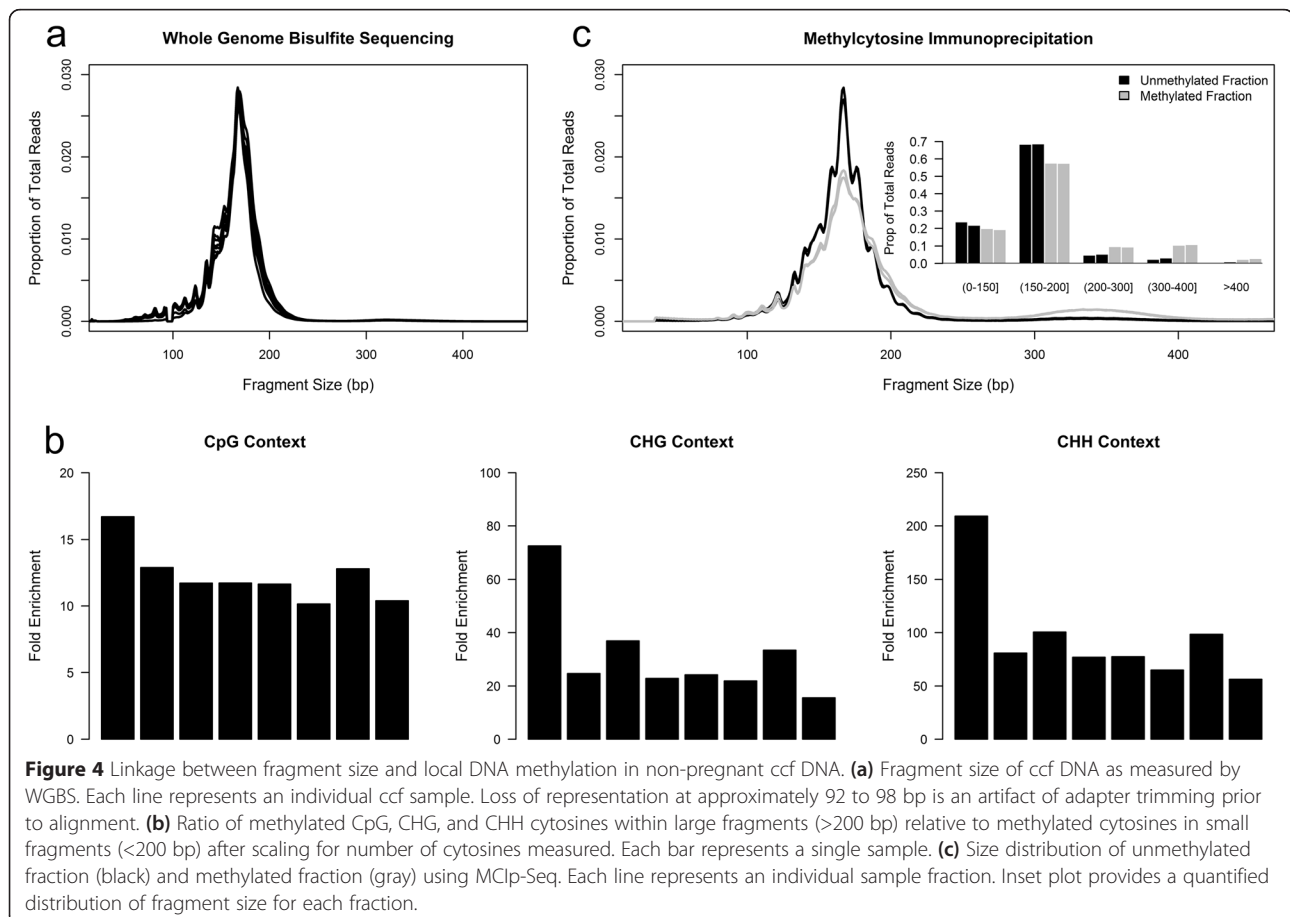 a
Whole Genome Bisulfite Sequencing
Proportion of Total Reads
0.030
0.020
0.010
0.000
100
200
300
400
Fragment Size (bp)
c
Methylcytosine Immunoprecipitation
Proportion of Total Reads
0.030
0.020
0.010
0.000
100
200
300
400
Fragment Size (bp)
Unmethylated Fraction
Methylated Fraction
Prop of Total Reads
0.7
0.6
0.5
0.4
0.3
0.2
0.1
0.0
(0-150]
(150-200]
(200-300]
(300-400]
>400
b
CpG Context
Fold Enrichment
20
15
10
5
0
CHG Context
Fold Enrichment
100
80
60
40
20
0
CHH Context
Fold Enrichment
250
200
150
100
50
0
Figure 4 Linkage between fragment size and local DNA methylation in non-pregnant ccf DNA. (a) Fragment size of ccf DNA as measured by
WGBS. Each line represents an individual ccf sample. Loss of representation at approximately 92 to 98 bp is an artifact of adapter trimming prior
to alignment. (b) Ratio of methylated CpG, CHG, and CHH cytosines within large fragments (>200 bp) relative to methylated cytosines in small
fragments (<200 bp) after scaling for number of cytosines measured. Each bar represents a single sample. (c) Size distribution of unmethylated
fraction (black) and methylated fraction (gray) using MCIp-Seq. Each line represents an individual sample fraction. Inset plot provides a quantified
distribution of fragment size for each fraction.